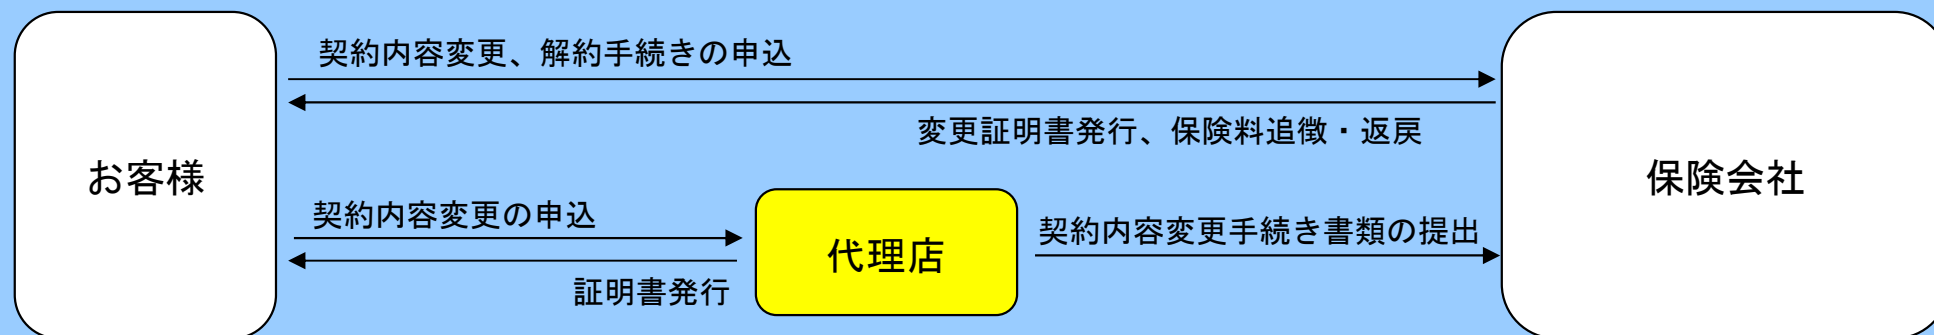 契約内容変更、解約手続きの申込
変更証明書発行、保険料追徴・返戻
お客様
保険会社
契約内容変更の申込
代理店
契約内容変更手続き書類の提出
証明書発行